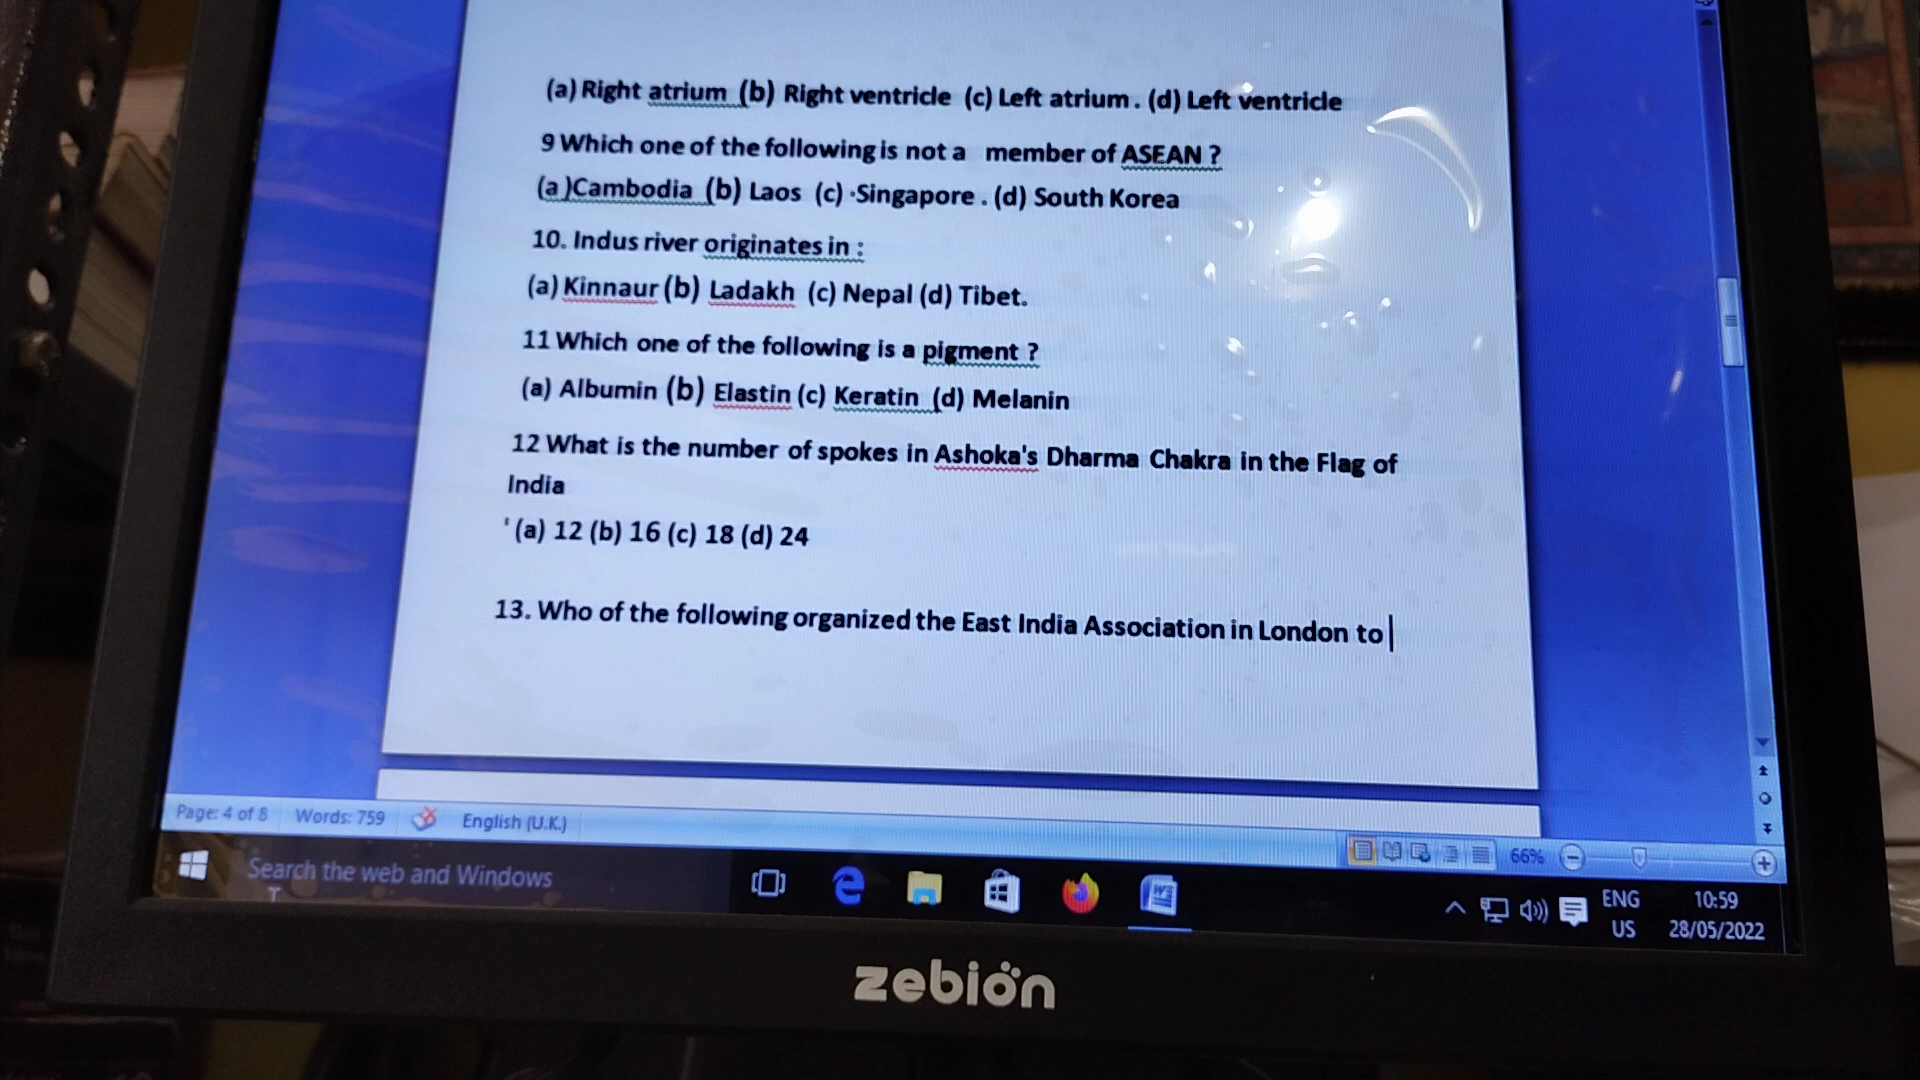 (a) Right atrium (b) Right ventricle (c) Left atrium. (d) Left ventricle
9 Which one of the following is not a member of ASEAN ?
(a )Cambodia (b) Laos (c) ·Singapore . (d) South Korea
10. Indus river originates in :
(a) Kinnaur (b) Ladakh (c) Nepal (d) Tibet.
11 Which one of the following is a pigment ?
(a) Albumin (b) Elastin (c) Keratin (d) Melanin
12 What is the number of spokes in Ashoka's Dharma Chakra in the Flag of
India
' (a) 12 (b) 16 (c) 18 (d) 24
13. Who of the following organized the East India Association in London to
Page: 4 of 8 Words: 759 English (U.K.) 66%
Search the web and Windows
ENG 10:59
US 28/05/2022
zebion